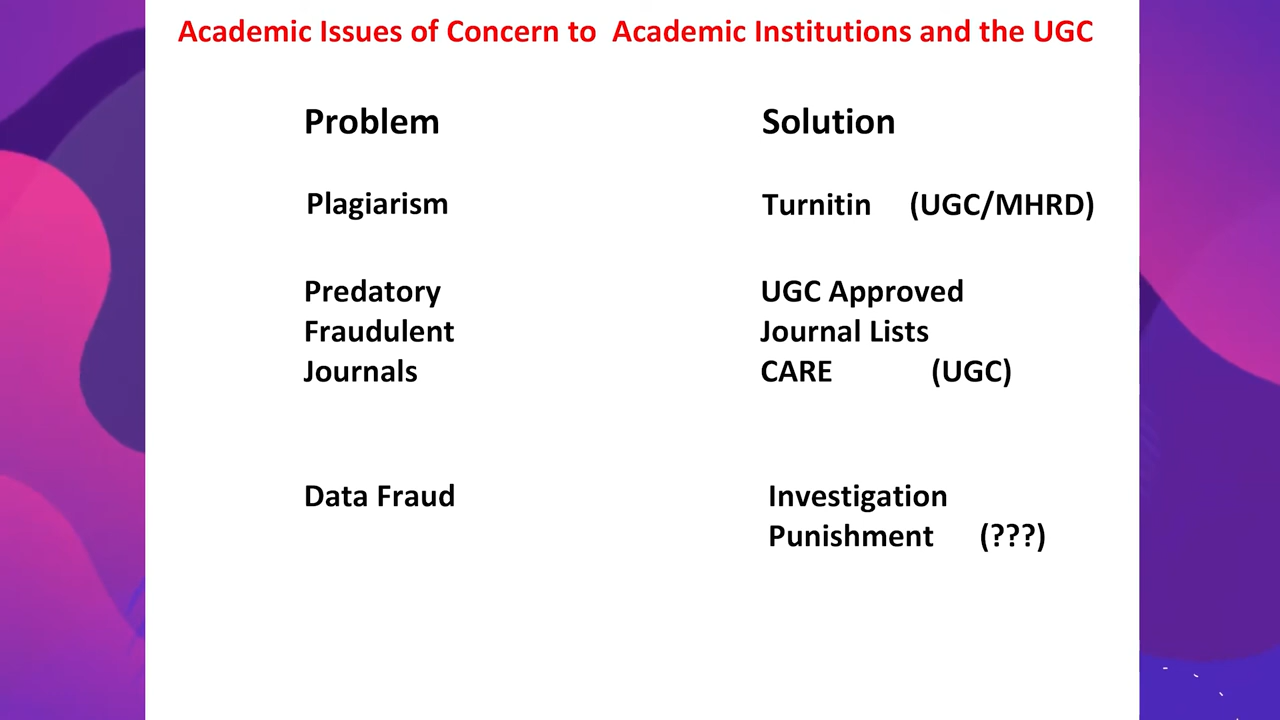 Academic Issues of Concern to Academic Institutions and the UGC
Problem Solution
Plagiarism Turnitin (UGC/MHRD)
Predatory UGC Approved
Fraudulent Journal Lists
Journals CARE (UGC)
Data Fraud Investigation
Punishment (???)